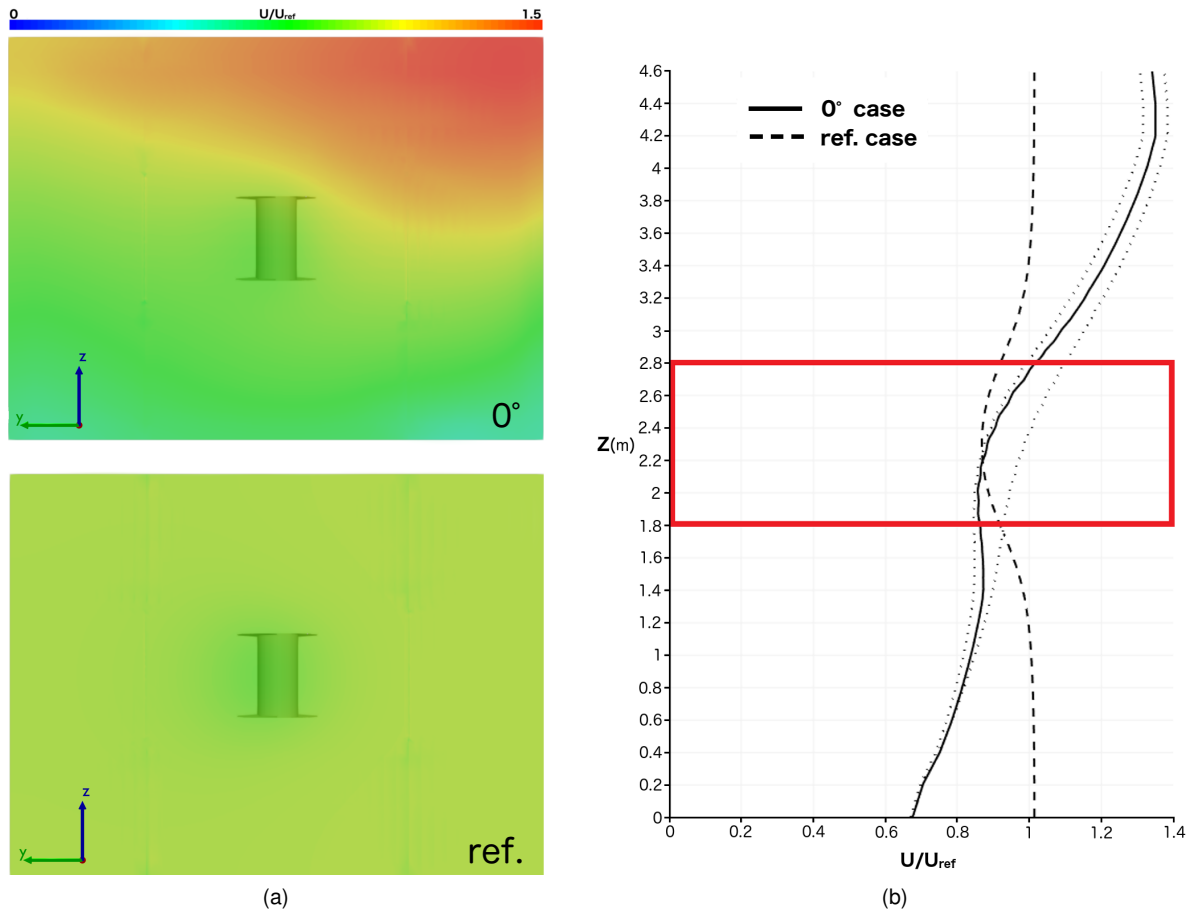 0 U/Uref 1.5
z
y
0°
z
y
ref.
(a)
4.6
4.4
4.2
4
3.8
3.6
3.4
3.2
3
2.8
2.6
2.4
Z(m)
2.2
2
1.8
1.6
1.4
1.2
1
0.8
0.6
0.4
0.2
0
0° case
ref. case
0 0.2 0.4 0.6 0.8 1 1.2 1.4
U/Uref
(b)